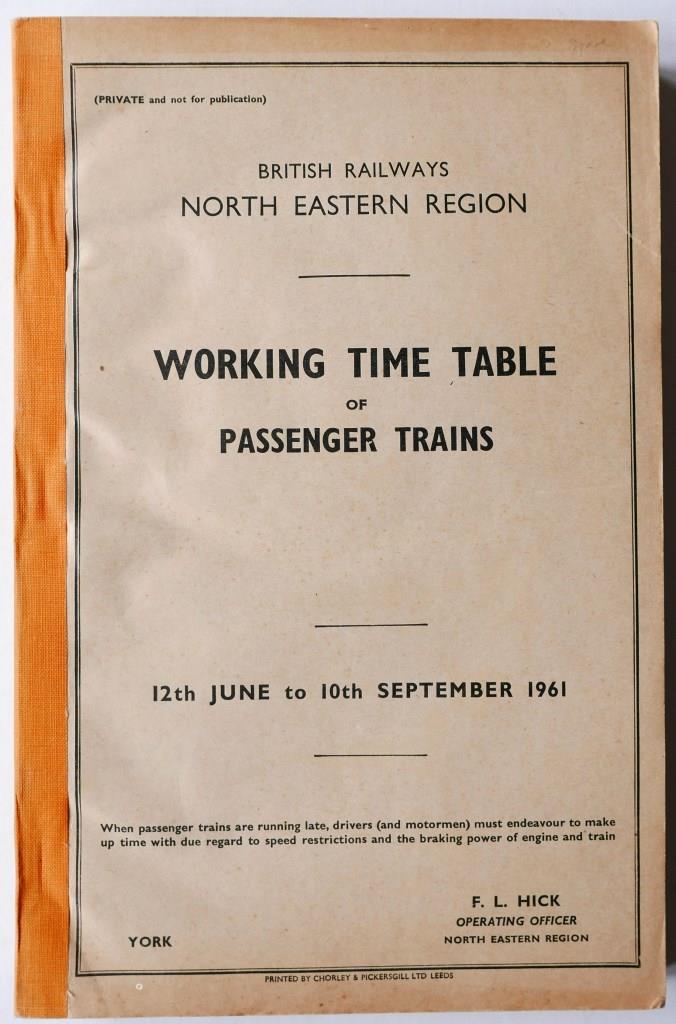 (PRIVATE and not for publication)
BRITISH RAILWAYS
NORTH EASTERN REGION
WORKING TIME TABLE
OF
PASSENGER TRAINS
12th JUNE to 10th SEPTEMBER 1961
When passenger trains are running late, drivers (and motormen) must endeavour to make
up time with due regard to speed restrictions and the braking power of engine and train
F. L. HICK
OPERATING OFFICER
YORK
NORTH EASTERN REGION
PRINTED BY CHORLEY & PICKERSGILL LTD LEEDS